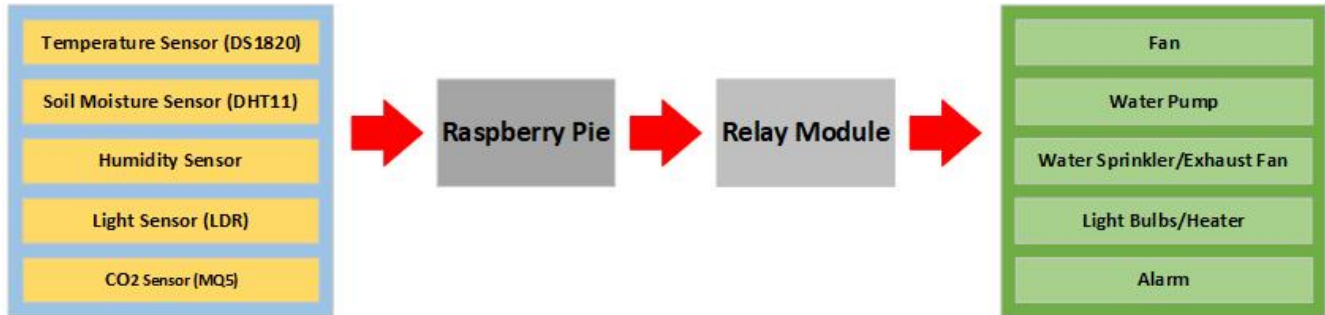 Temperature Sensor (DS1820)
Soil Moisture Sensor (DHT11)
Humidity Sensor
Light Sensor (LDR)
CO2 Sensor (MQ5)
Raspberry Pie
Relay Module
Fan
Water Pump
Water Sprinkler/Exhaust Fan
Light Bulbs/Heater
Alarm